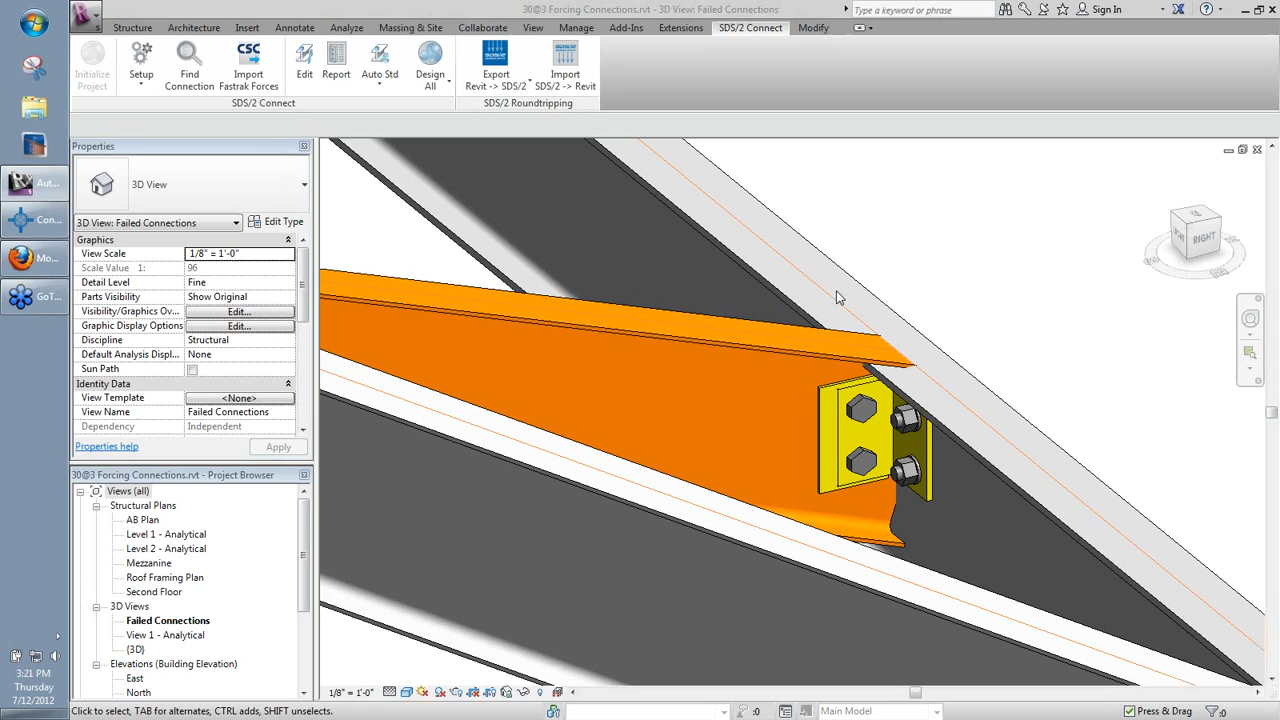 30@3 Forcing Connections.rvt - 3D View: Failed Connections
Type a keyword or phrase
Sign In
Structure
Architecture
Insert
Annotate
Analyze
Massing & Site
Collaborate
View
Manage
Add-Ins
Extensions
SDS/2 Connect
Modify
Initialize Project
Setup
Find Connection
CSC
Import Fastrak Forces
Edit
Report
Auto Std
Design All
Export Revit -> SDS/2
Import SDS/2 -> Revit
SDS/2 Connect
SDS/2 Roundtripping
Properties
3D View
3D View: Failed Connections
Edit Type
Graphics
View Scale 1/8" = 1'-0"
Scale Value 1: 96
Detail Level Fine
Parts Visibility Show Original
Visibility/Graphics Ov... Edit...
Graphic Display Options Edit...
Discipline Structural
Default Analysis Displ... None
Sun Path
Identity Data
View Template <None>
View Name Failed Connections
Dependency Independent
Properties help
Apply
30@3 Forcing Connections.rvt - Project Browser
Views (all)
Structural Plans
AB Plan
Level 1 - Analytical
Level 2 - Analytical
Mezzanine
Roof Framing Plan
Second Floor
3D Views
Failed Connections
View 1 - Analytical
{3D}
Elevations (Building Elevation)
East
North
RIGHT
Aut...
Con...
Mo...
GoT...
3:21 PM
Thursday
7/12/2012
1/8" = 1'-0"
Click to select, TAB for alternates, CTRL adds, SHIFT unselects.
:0
Main Model
Press & Drag
:0